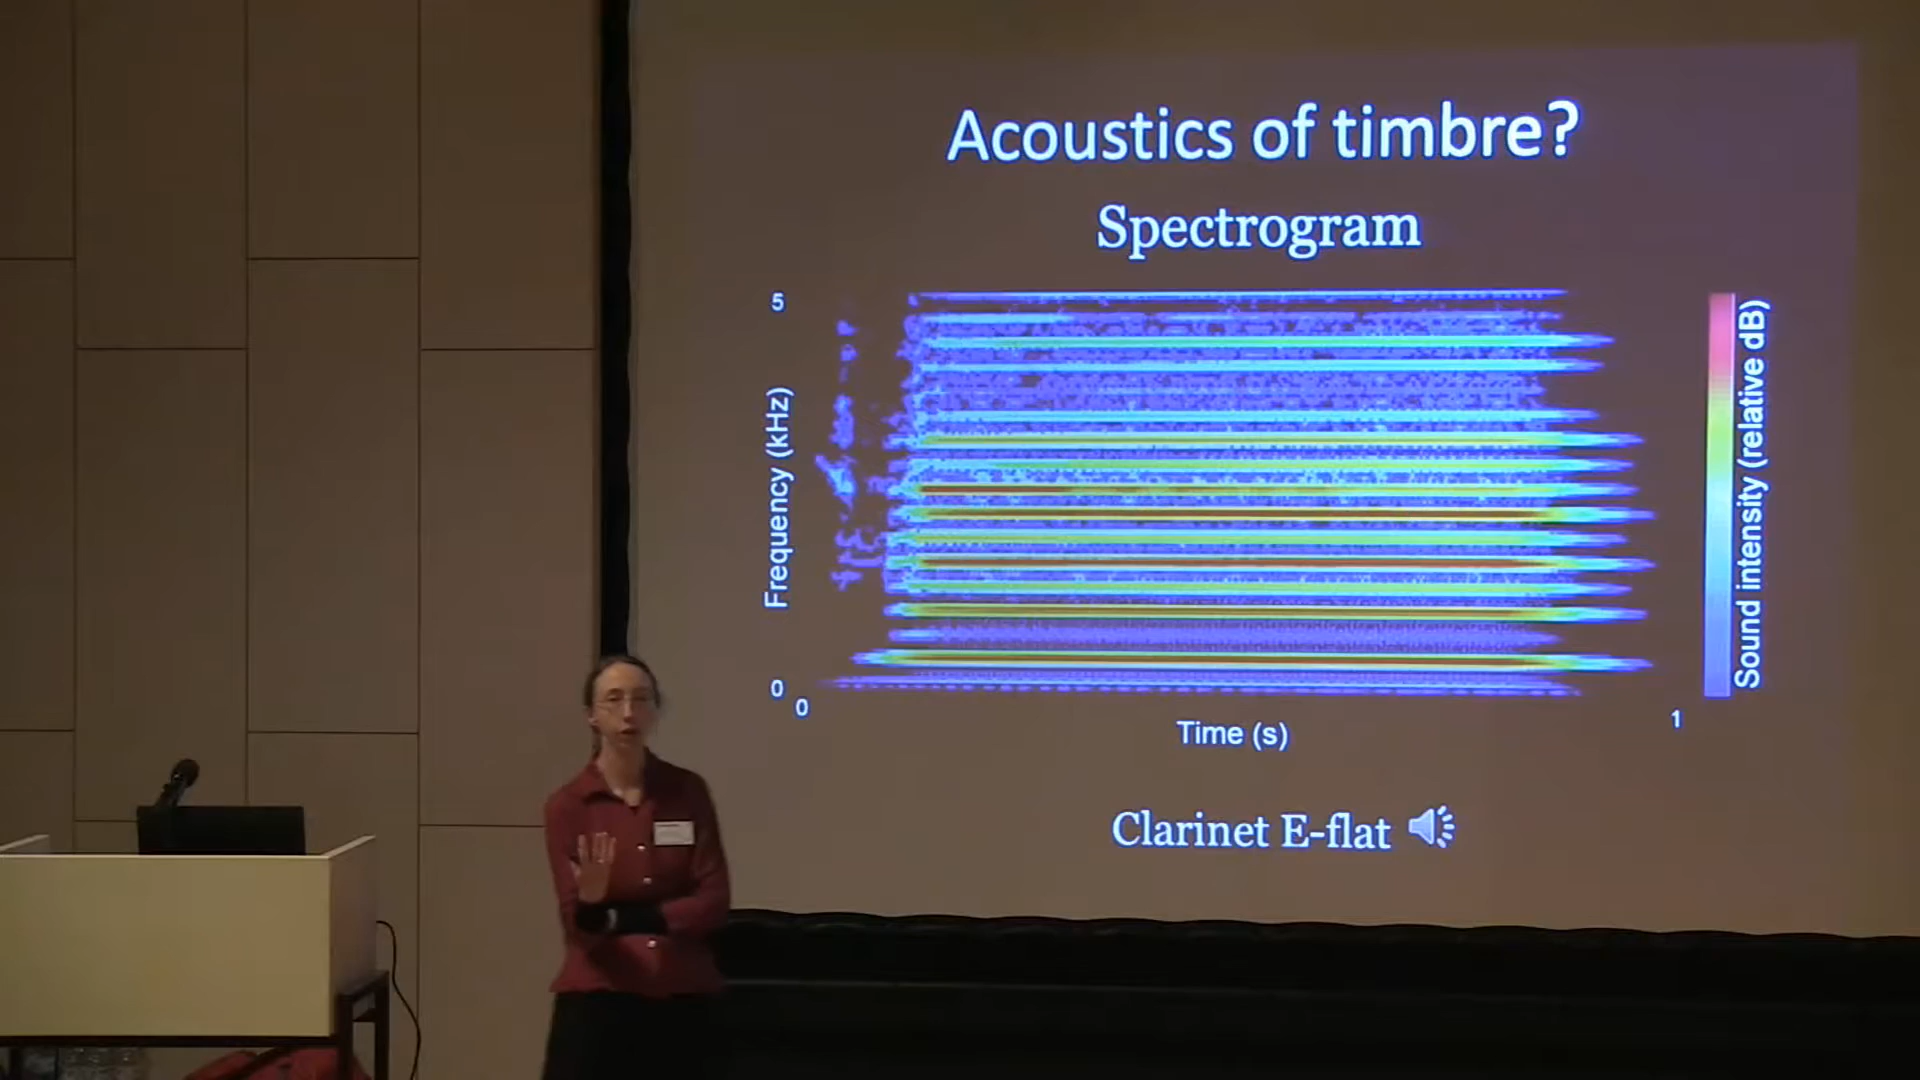 Acoustics of timbre?
Spectrogram
5
Frequency (kHz)
0
0
Time (s)
1
Sound intensity (relative dB)
Clarinet E-flat